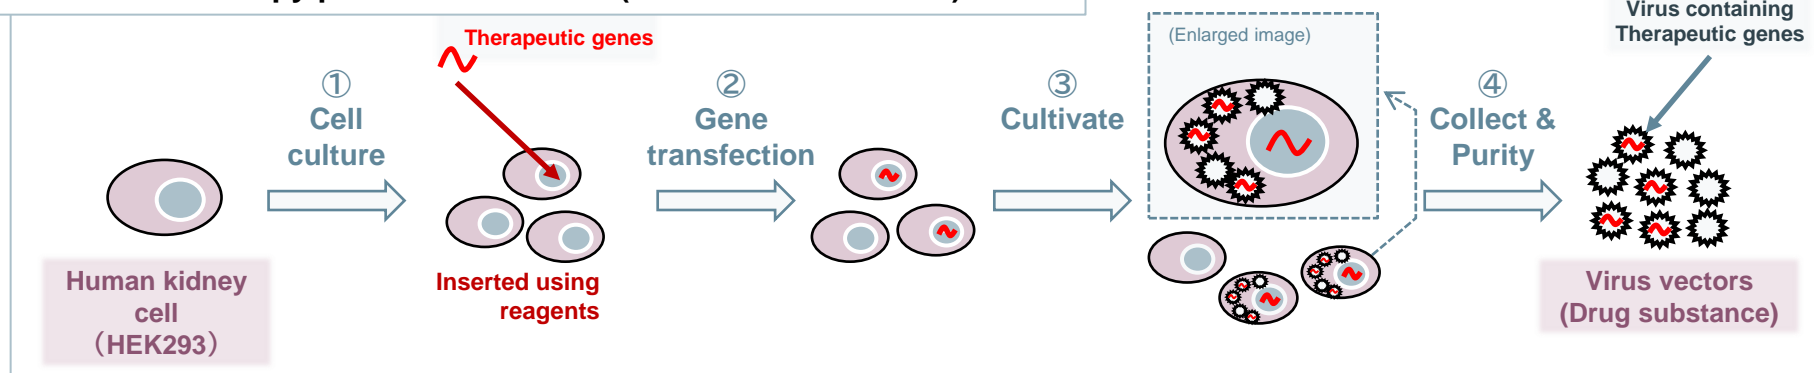 Therapeutic genes
①
Cell
culture
②
Gene
transfection
③
Cultivate
(Enlarged image)
④
Collect &
Purity
Virus containing
Therapeutic genes
Human kidney
cell
（HEK293）
Inserted using
reagents
Virus vectors
(Drug substance)